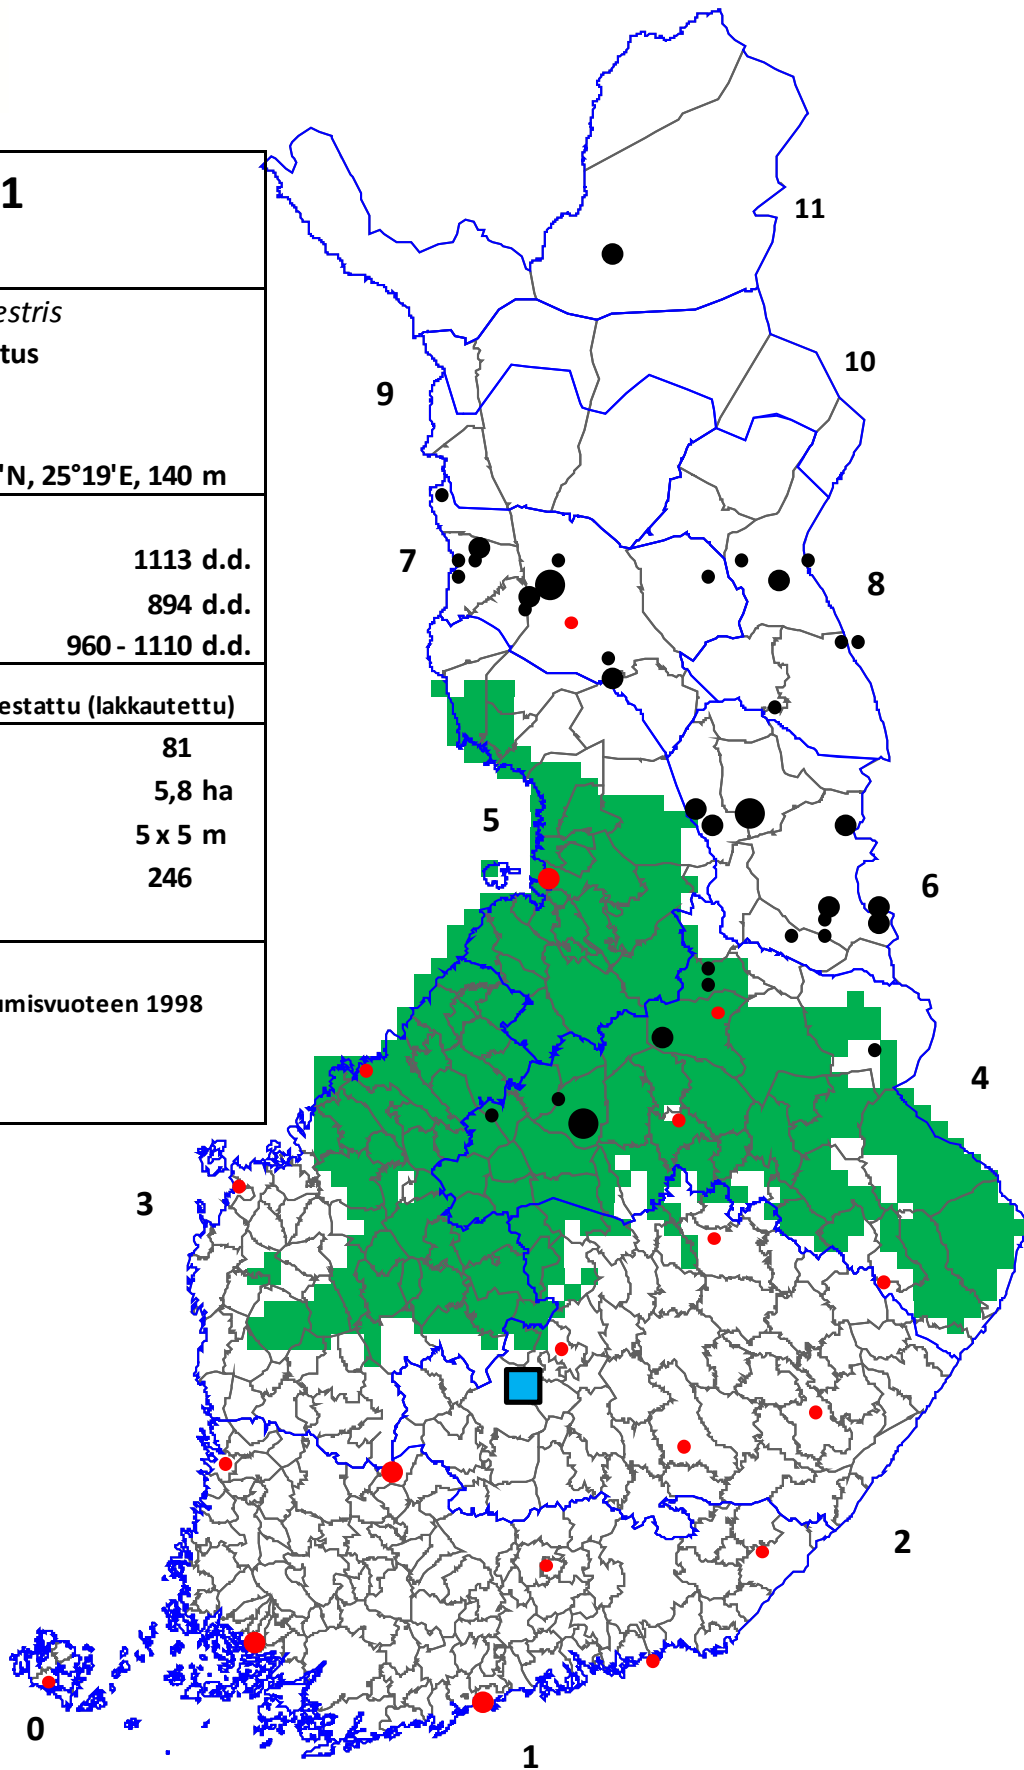 1
estris
tus
'N, 25°19'E, 140 m
1113 d.d.
894 d.d.
960 - 1110 d.d.
estattu (lakkautettu)
81
5,8 ha
5 x 5 m
246
umisvuoteen 1998
11
10
9
7
8
5
6
4
3
2
0
1